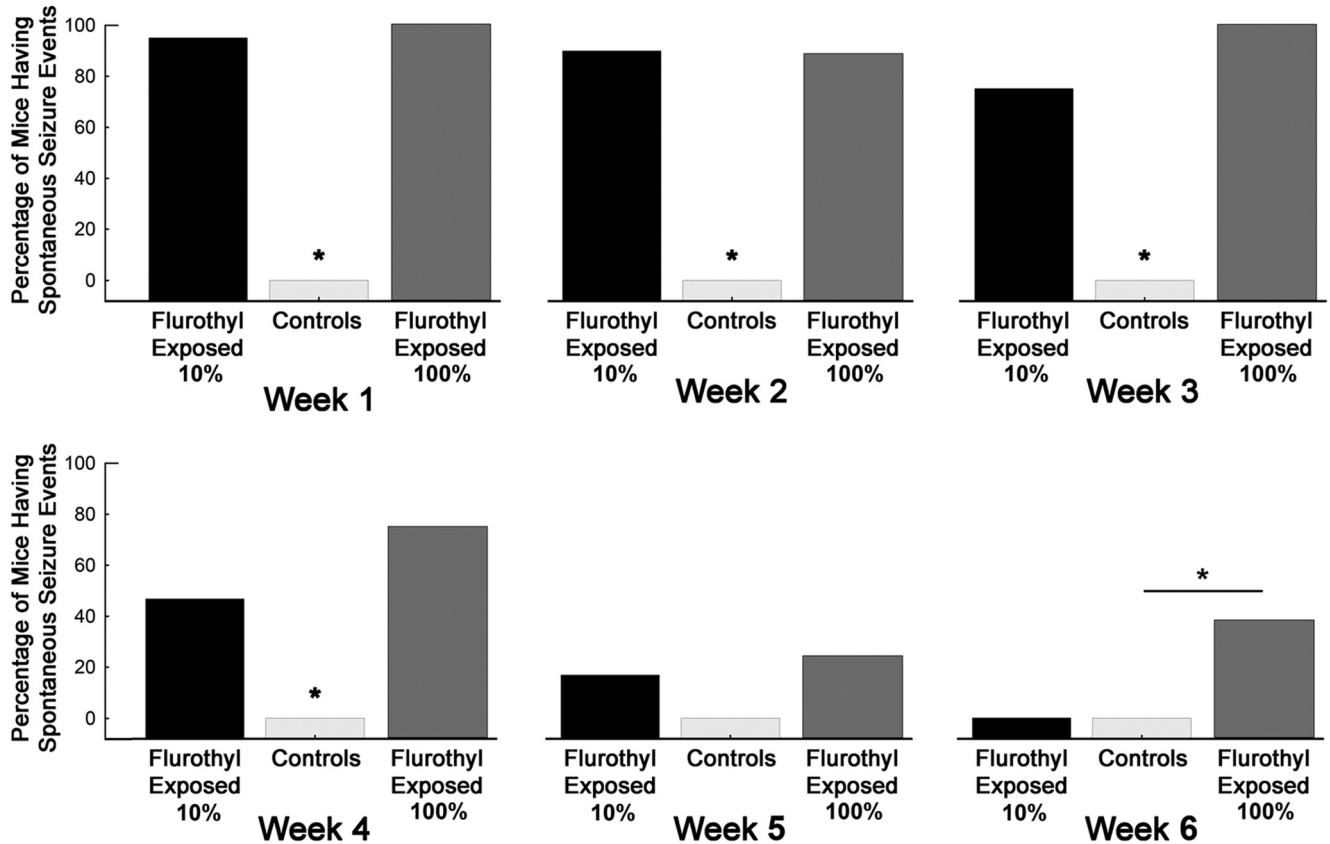 Percentage of Mice Having
Spontaneous Seizure Events
100
80
60
40
20
0
*
*
*
Flurothyl
Exposed
10%
Controls
Flurothyl
Exposed
100%
Week 1
Flurothyl
Exposed
10%
Controls
Flurothyl
Exposed
100%
Week 2
Flurothyl
Exposed
10%
Controls
Flurothyl
Exposed
100%
Week 3
Percentage of Mice Having
Spontaneous Seizure Events
100
80
60
40
20
0
*
*
Flurothyl
Exposed
10%
Controls
Flurothyl
Exposed
100%
Week 4
Flurothyl
Exposed
10%
Controls
Flurothyl
Exposed
100%
Week 5
Flurothyl
Exposed
10%
Controls
Flurothyl
Exposed
100%
Week 6